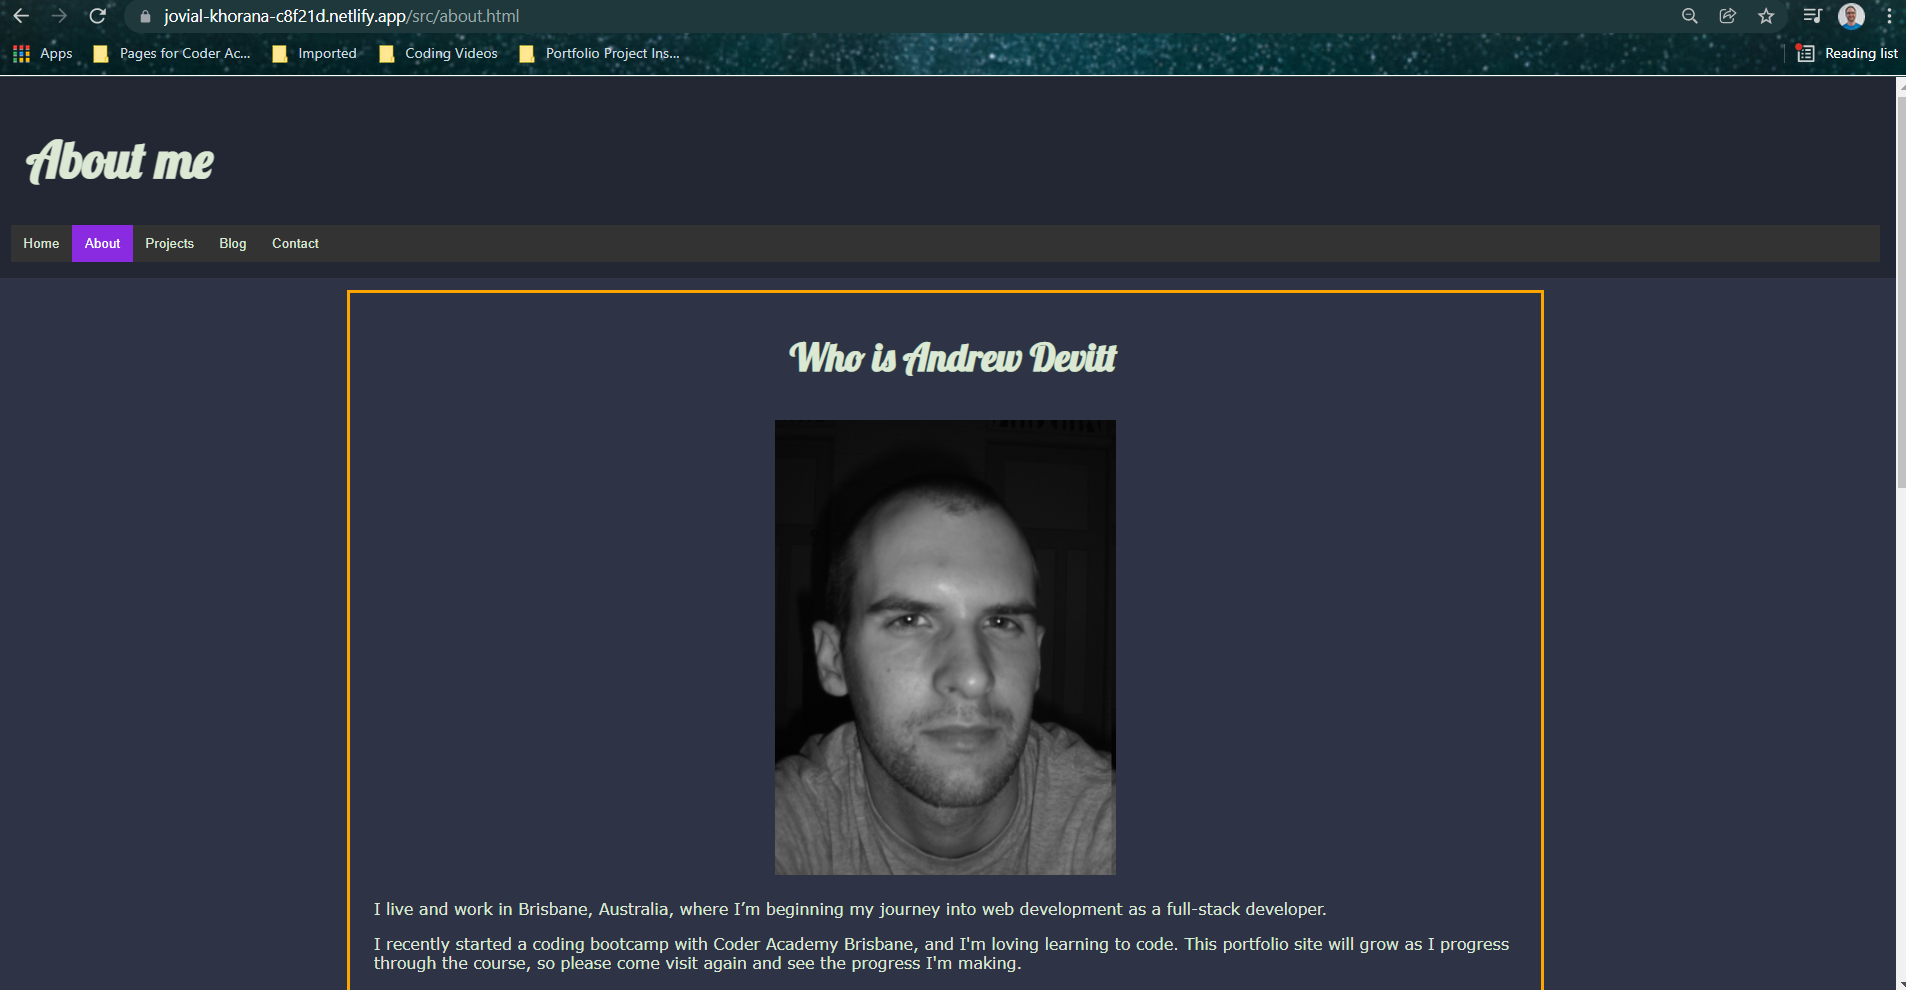 jovial-khorana-c8f21d.netlify.app/src/about.html
Apps Pages for Coder Ac... Imported Coding Videos Portfolio Project Ins... Reading list
About me
Home About Projects Blog Contact
Who is Andrew Devitt
I live and work in Brisbane, Australia, where I’m beginning my journey into web development as a full-stack developer.
I recently started a coding bootcamp with Coder Academy Brisbane, and I'm loving learning to code. This portfolio site will grow as I progress
through the course, so please come visit again and see the progress I'm making.